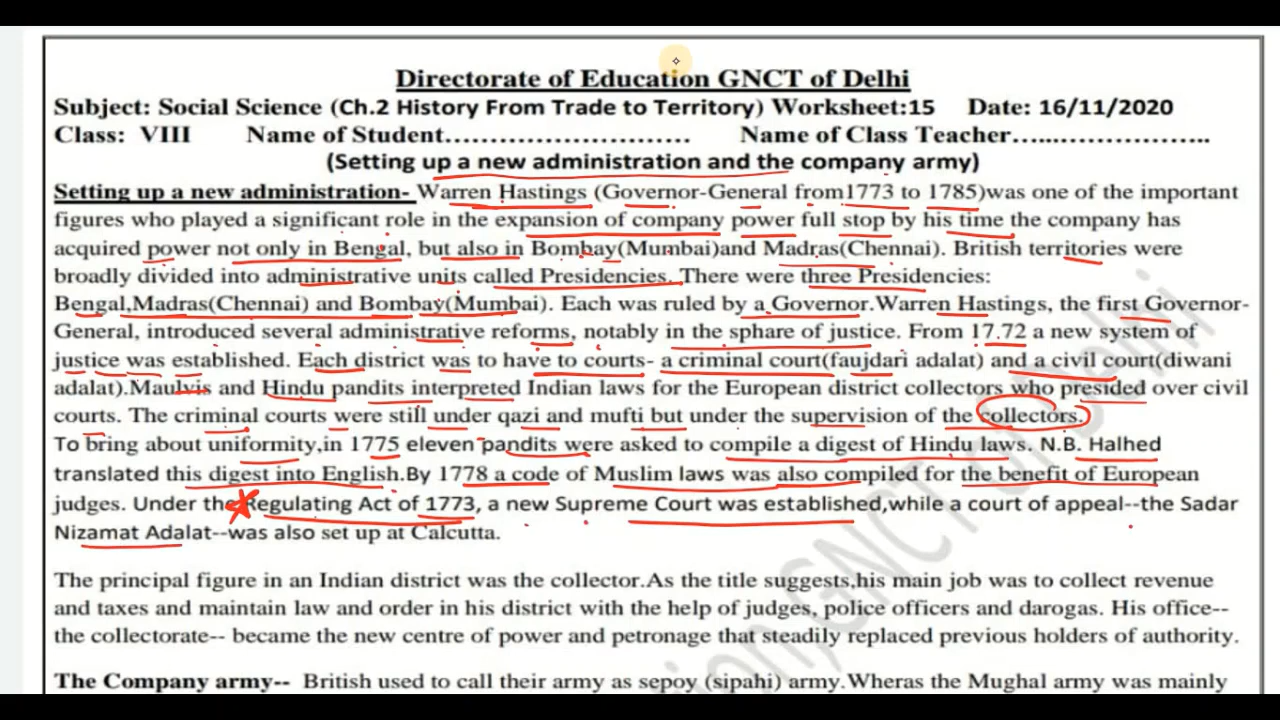 Directorate of Education GNCT of Delhi
Subject: Social Science (Ch.2 History From Trade to Territory) Worksheet:15 Date: 16/11/2020
Class: VIII Name of Student………………………… Name of Class Teacher…...……………..
(Setting up a new administration and the company army)
Setting up a new administration- Warren Hastings (Governor-General from1773 to 1785)was one of the important
figures who played a significant role in the expansion of company power full stop by his time the company has
acquired power not only in Bengal, but also in Bombay(Mumbai)and Madras(Chennai). British territories were
broadly divided into administrative units called Presidencies. There were three Presidencies:
Bengal,Madras(Chennai) and Bombay(Mumbai). Each was ruled by a Governor.Warren Hastings, the first Governor-
General, introduced several administrative reforms, notably in the sphare of justice. From 17.72 a new system of
justice was established. Each district was to have to courts- a criminal court(faujdari adalat) and a civil court(diwani
adalat).Maulvis and Hindu pandits interpreted Indian laws for the European district collectors who presided over civil
courts. The criminal courts were still under qazi and mufti but under the supervision of the collectors.
To bring about uniformity,in 1775 eleven pandits were asked to compile a digest of Hindu laws. N.B. Halhed
translated this digest into English.By 1778 a code of Muslim laws was also compiled for the benefit of European
judges. Under the Regulating Act of 1773, a new Supreme Court was established,while a court of appeal--the Sadar
Nizamat Adalat--was also set up at Calcutta.
The principal figure in an Indian district was the collector.As the title suggests,his main job was to collect revenue
and taxes and maintain law and order in his district with the help of judges, police officers and darogas. His office--
the collectorate-- became the new centre of power and petronage that steadily replaced previous holders of authority.
The Company army-- British used to call their army as sepoy (sipahi) army.Wheras the Mughal army was mainly